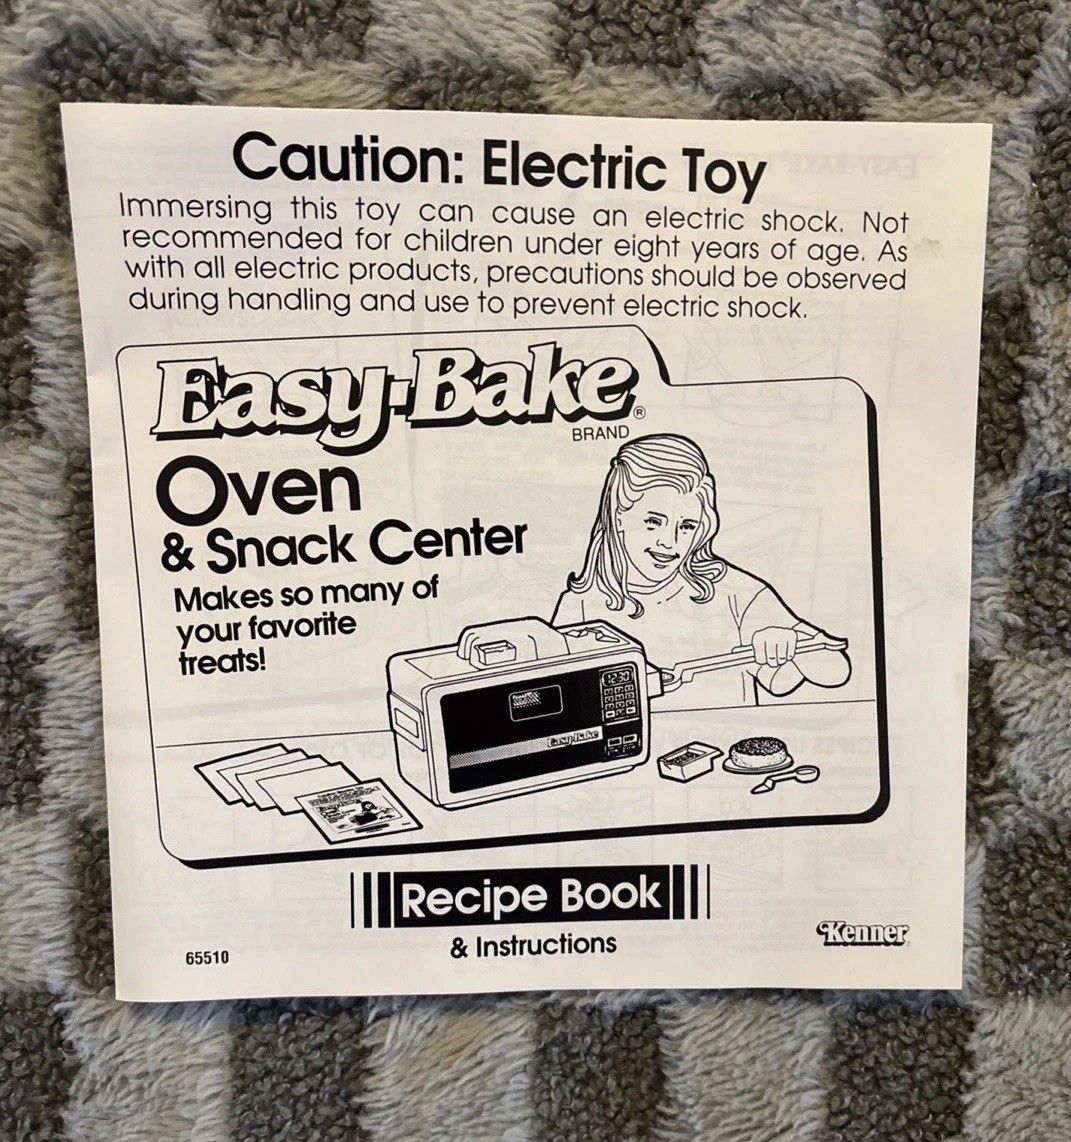 Caution: Electric Toy
Immersing this toy can cause an electric shock. Not
recommended for children under eight years of age. As
with all electric products, precautions should be observed
during handling and use to prevent electric shock.
Easy-Bake®
BRAND
Oven
& Snack Center
Makes so many of
your favorite
treats!
12:30
Easy-Bake
Recipe Book
& Instructions
Kenner
65510